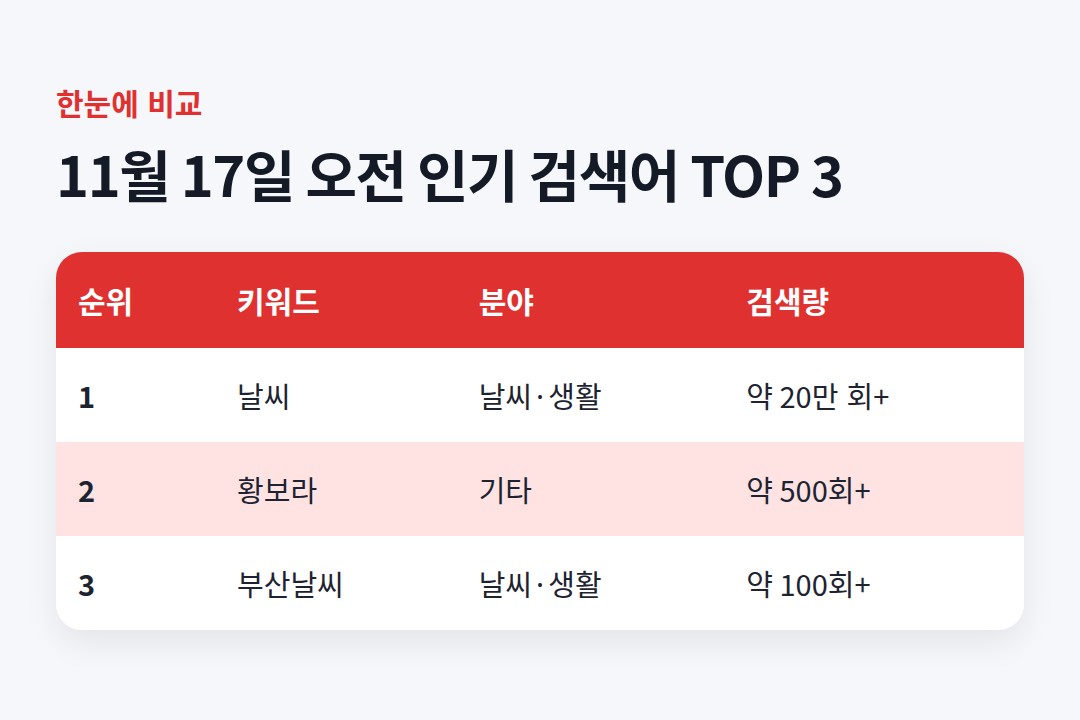 한눈에 비교
11월 17일 오전 인기 검색어 TOP 3
순위 키워드 분야 검색량
1 날씨 날씨·생활 약 20만 회+
2 황보라 기타 약 500회+
3 부산날씨 날씨·생활 약 100회+